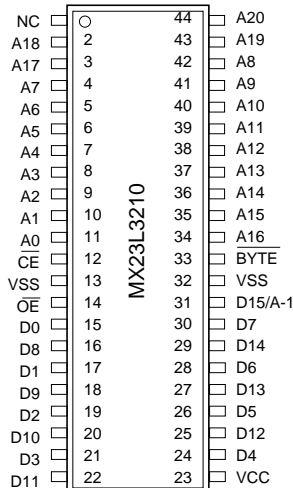 NC 44 A20
A18 2 43 A19
A17 3 42 A8
A7 4 41 A9
A6 5 40 A10
A5 6 39 A11
A4 7 38 A12
A3 8 37 A13
A2 9 36 A14
A1 10 35 A15
A0 11 34 A16
CE 12 33 BYTE
VSS 13 32 VSS
OE 14 31 D15/A-1
D0 15 30 D7
D8 16 29 D14
D1 17 28 D6
D9 18 27 D13
D2 19 26 D5
D10 20 25 D12
D3 21 24 D4
D11 22 23 VCC
MX23L3210